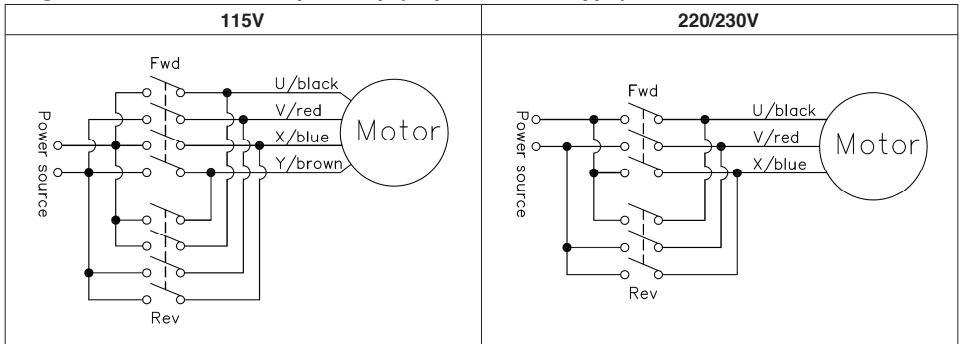 115V
220/230V
Fwd
U/black
V/red
X/blue
Y/brown
Motor
Power source
Rev
Fwd
U/black
V/red
X/blue
Motor
Power source
Rev